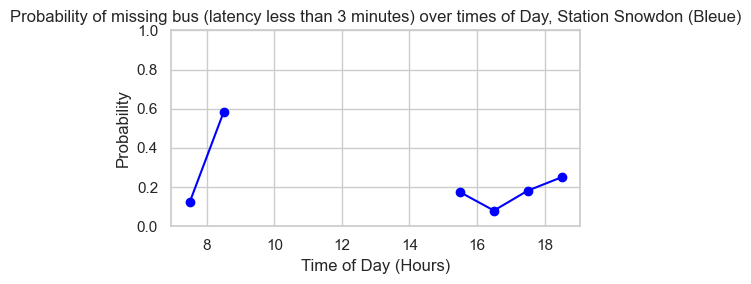 Probability of missing bus (latency less than 3 minutes) over times of Day, Station Snowdon (Bleue)
1.0
0.8
0.6
0.4
0.2
0.0
Probability
8 10 12 14 16 18
Time of Day (Hours)